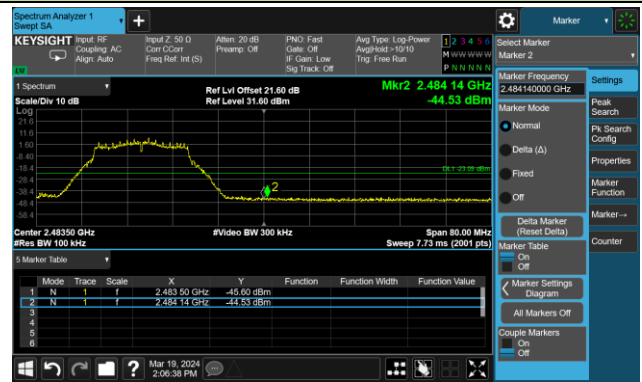 Spectrum Analyzer 1
Swept SA
Marker
KEYSIGHT
Input: RF
Coupling: AC
Align: Auto
Input Z: 50 Ω
Corr CCorr
Freq Ref: Int (S)
Atten: 20 dB
Preamp: Off
PNO: Fast
Gate: Off
IF Gain: Low
Sig Track: Off
Avg Type: Log-Power
Avg|Hold:>10/10
Trig: Free Run
1 2 3 4 5 6
M W W W W W
P N N N N N
Select Marker
Marker 2
LW
1 Spectrum
Scale/Div 10 dB
Log
Ref Lvl Offset 21.60 dB
Ref Level 31.60 dBm
Mkr2 2.484 14 GHz
-44.53 dBm
21.6
11.6
1.60
-8.40
-18.4
-28.4
-38.4
-48.4
-58.4
DL1 -23.09 dBm
2
Center 2.48350 GHz
#Res BW 100 kHz
#Video BW 300 kHz
Span 80.00 MHz
Sweep 7.73 ms (2001 pts)
5 Marker Table
Mode Trace Scale X Y Function Function Width Function Value
1 N 1 f 2.483 50 GHz -45.60 dBm
2 N 1 f 2.484 14 GHz -44.53 dBm
3
4
5
6
Marker Frequency
2.484140000 GHz
Marker Mode
Normal
Delta (Δ)
Fixed
Off
Delta Marker
(Reset Delta)
Marker Table
On
Off
Marker Settings
Diagram
All Markers Off
Couple Markers
On
Off
Settings
Peak
Search
Pk Search
Config
Properties
Marker
Function
Marker→
Counter
?
Mar 19, 2024
2:06:38 PM